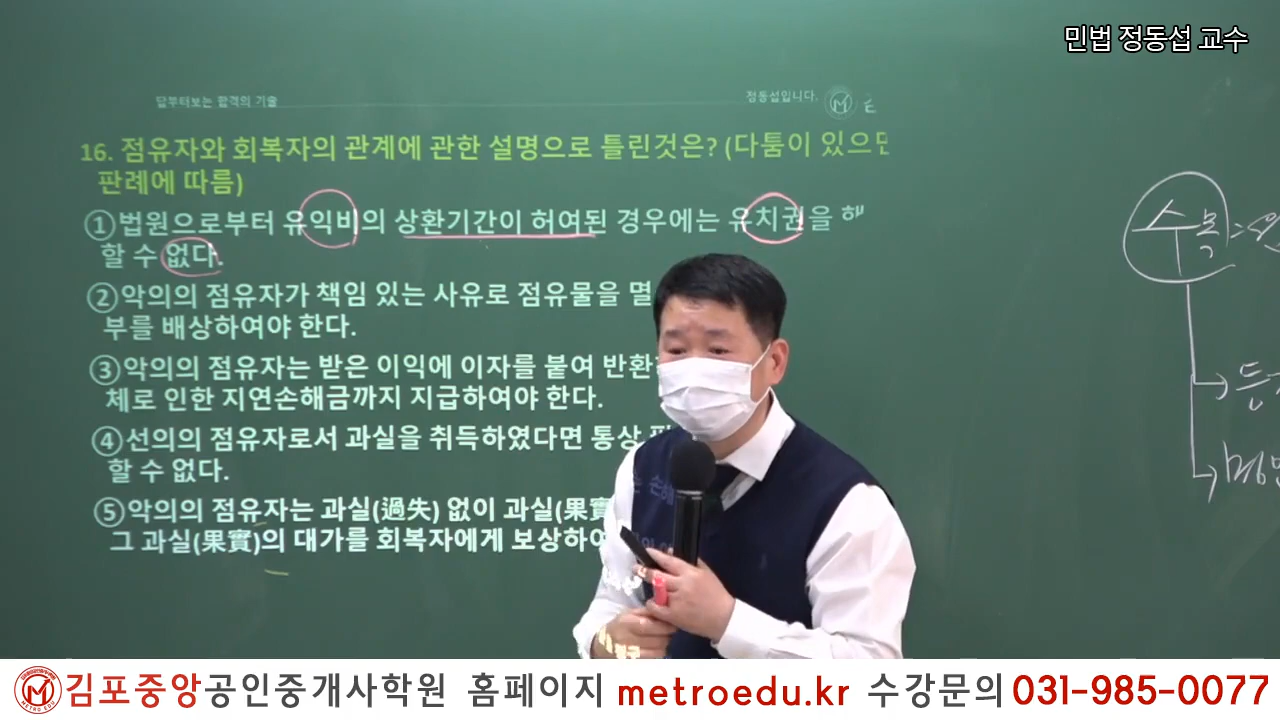 민법 정동섭 교수
답부터보는 합격의 기술
정동섭입니다.
16. 점유자와 회복자의 관계에 관한 설명으로 틀린것은? (다툼이 있으면
판례에 따름)
①법원으로부터 유익비의 상환기간이 허여된 경우에는 유치권을
할 수 없다.
②악의의 점유자가 책임 있는 사유로 점유물을 멸
부를 배상하여야 한다.
③악의의 점유자는 받은 이익에 이자를 붙여 반환
체로 인한 지연손해금까지 지급하여야 한다.
④선의의 점유자로서 과실을 취득하였다면 통상
할 수 없다.
⑤악의의 점유자는 과실(過失) 없이 과실(果實
그 과실(果實)의 대가를 회복자에게 보상하여
수목
김포중앙공인중개사학원 홈페이지 metroedu.kr 수강문의 031-985-0077